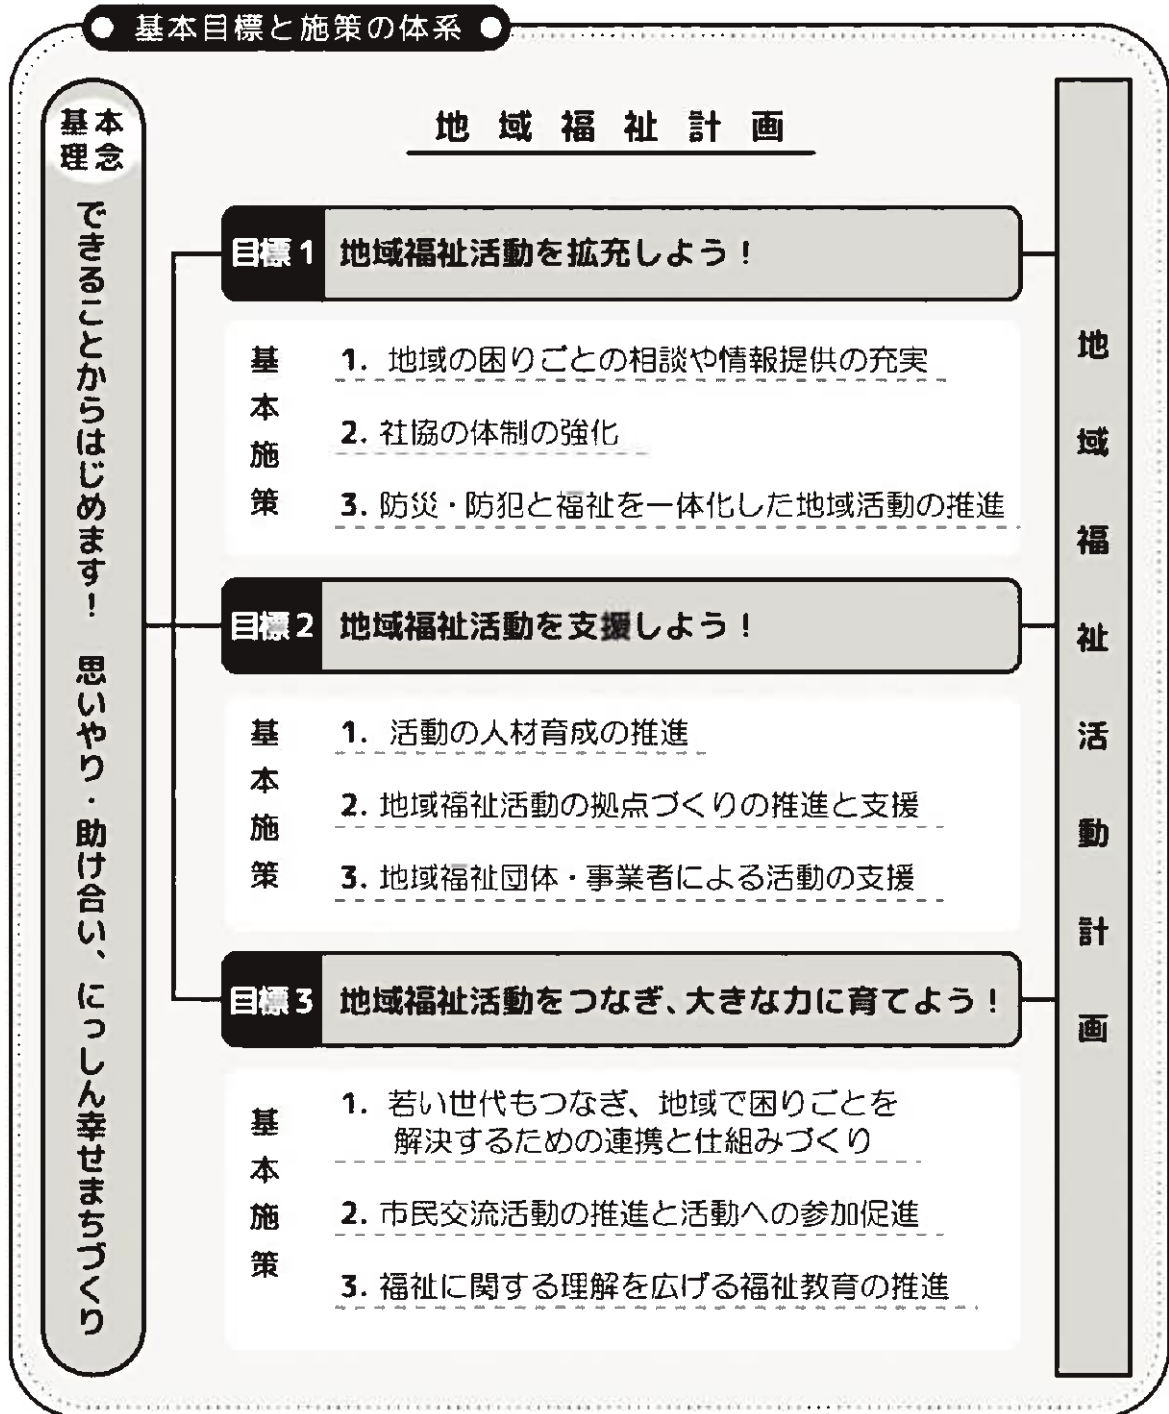 基本目標と施策の体系
基本
理念
できることからはじめます！　思いやり・助け合い、にっしん幸せまちづくり
地域福祉計画
目標1 地域福祉活動を拡充しよう！
基本施策
1. 地域の困りごとの相談や情報提供の充実
2. 社協の体制の強化
3. 防災・防犯と福祉を一体化した地域活動の推進
目標2 地域福祉活動を支援しよう！
基本施策
1. 活動の人材育成の推進
2. 地域福祉活動の拠点づくりの推進と支援
3. 地域福祉団体・事業者による活動の支援
目標3 地域福祉活動をつなぎ、大きな力に育てよう！
基本施策
1. 若い世代もつなぎ、地域で困りごとを
解決するための連携と仕組みづくり
2. 市民交流活動の推進と活動への参加促進
3. 福祉に関する理解を広げる福祉教育の推進
地域福祉活動計画